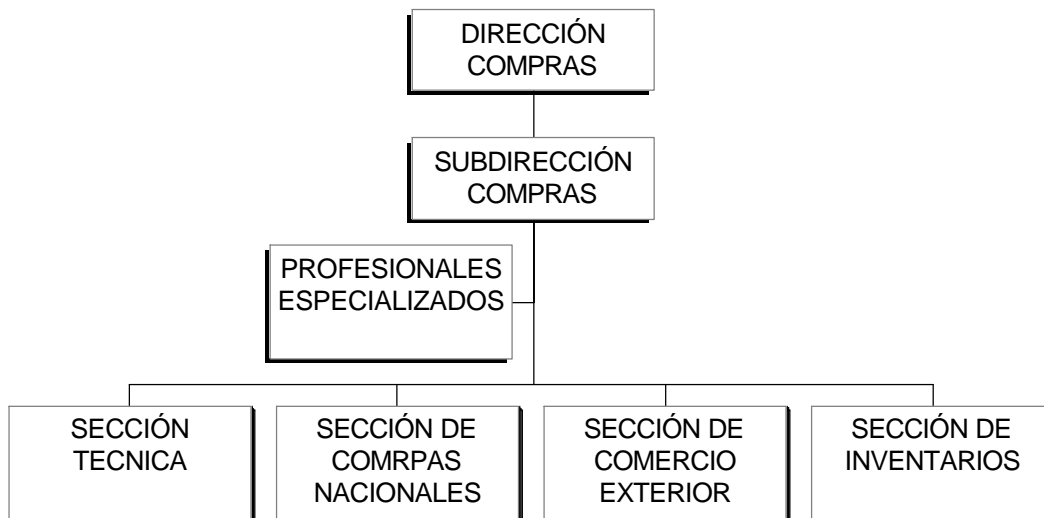 DIRECCIÓN
COMPRAS
SUBDIRECCIÓN
COMPRAS
PROFESIONALES
ESPECIALIZADOS
SECCIÓN
TECNICA
SECCIÓN DE
COMRPAS
NACIONALES
SECCIÓN DE
COMERCIO
EXTERIOR
SECCIÓN DE
INVENTARIOS